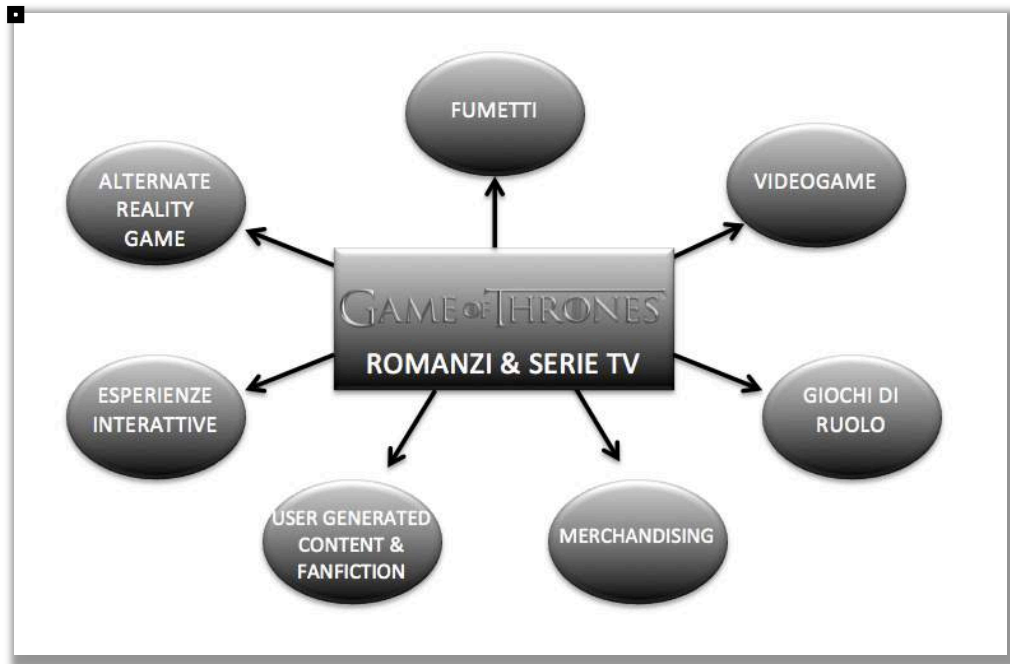 FUMETTI
ALTERNATE
REALITY
GAME
VIDEOGAME
GAME OF THRONES
ROMANZI & SERIE TV
ESPERIENZE
INTERATTIVE
GIOCHI DI
RUOLO
USER GENERATED
CONTENT &
FANFICTION
MERCHANDISING